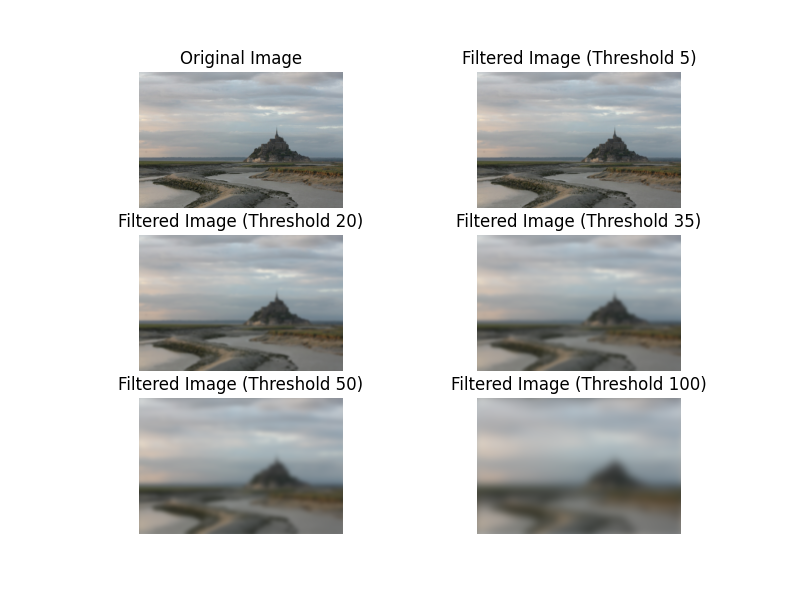 Original Image
Filtered Image (Threshold 5)
Filtered Image (Threshold 20)
Filtered Image (Threshold 35)
Filtered Image (Threshold 50)
Filtered Image (Threshold 100)